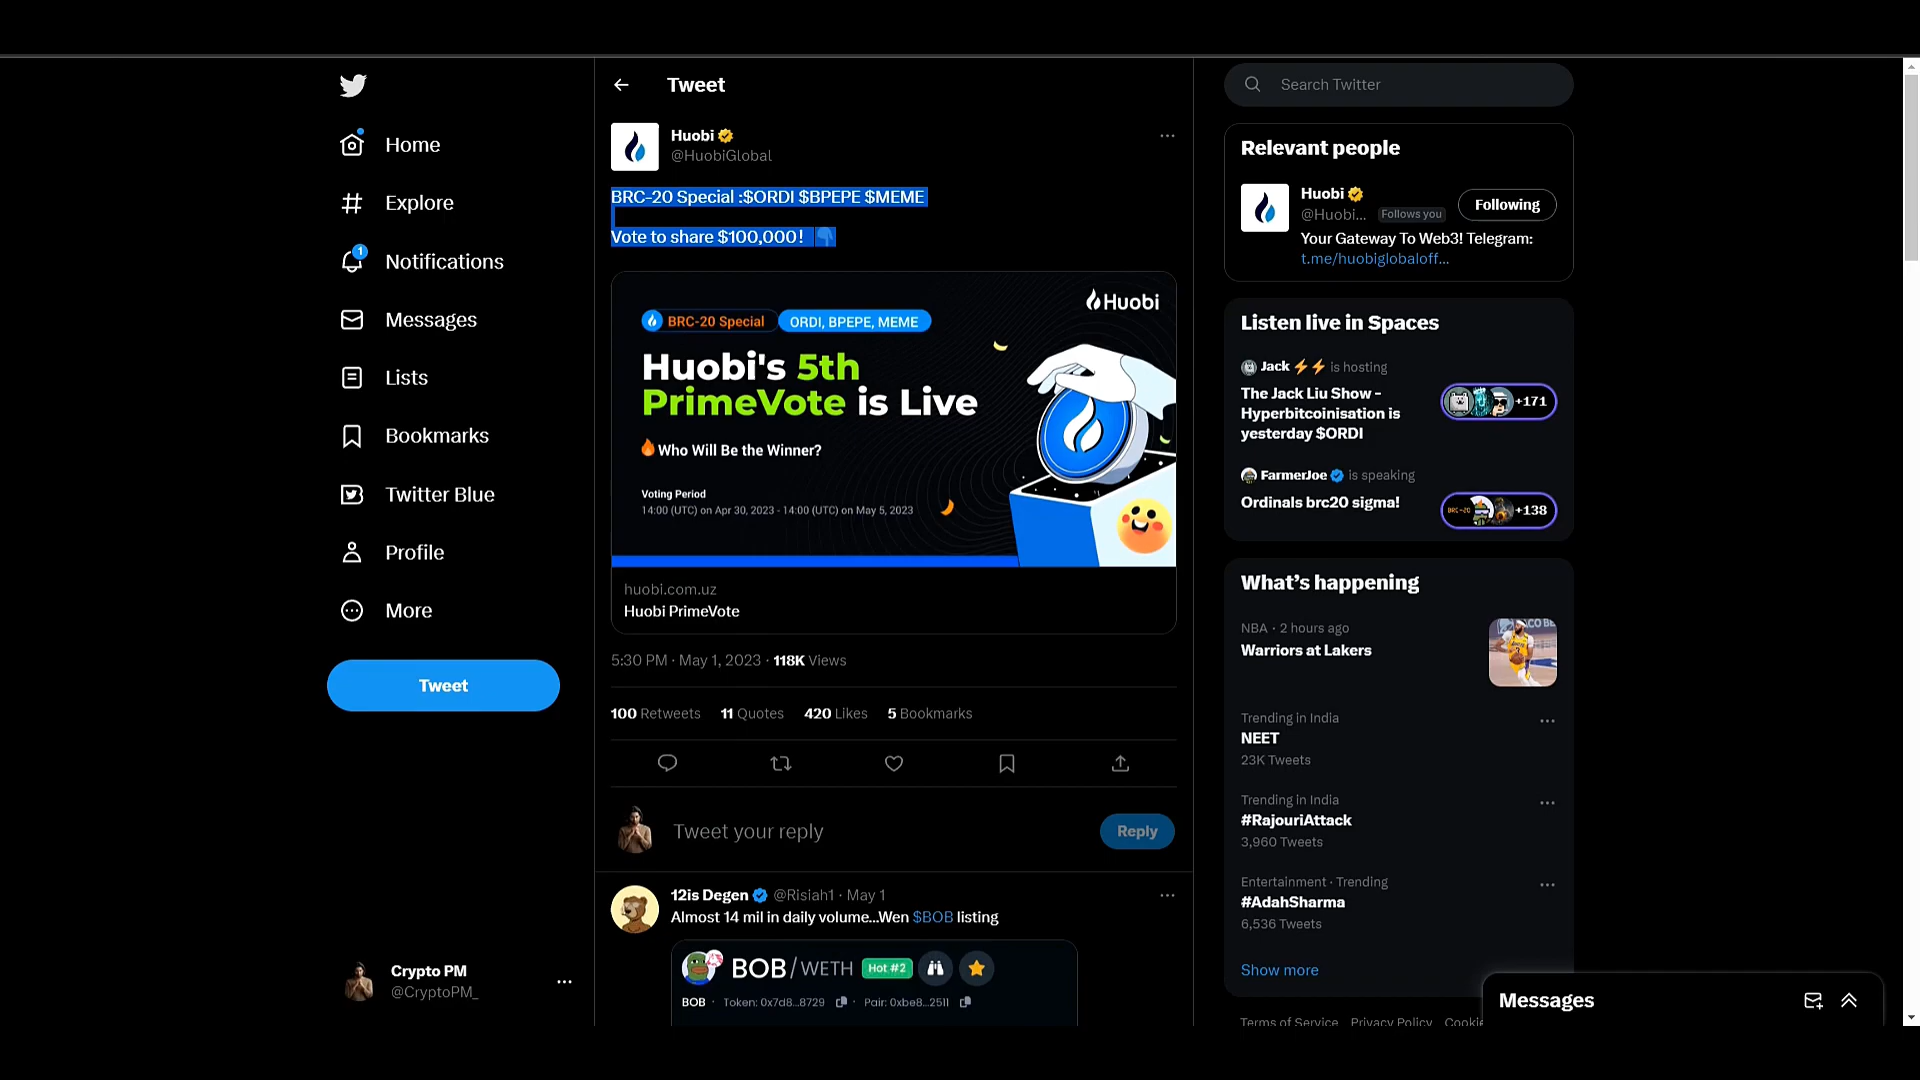 Home
Explore
1
Notifications
Messages
Lists
Bookmarks
Twitter Blue
Profile
More
Tweet
Crypto PM
@CryptoPM_
Tweet
Huobi
@HuobiGlobal
BRC-20 Special :$ORDI $BPEPE $MEME
Vote to share $100,000!
Huobi
BRC-20 Special
ORDI, BPEPE, MEME
Huobi's 5th
PrimeVote is Live
Who Will Be the Winner?
Voting Period
14:00 (UTC) on Apr 30, 2023 - 14:00 (UTC) on May 5, 2023
huobi.com.uz
Huobi PrimeVote
5:30 PM · May 1, 2023 · 118K Views
100 Retweets 11 Quotes 420 Likes 5 Bookmarks
Tweet your reply
Reply
12is Degen @Risiah1 · May 1
Almost 14 mil in daily volume...Wen $BOB listing
BOB/WETH Hot #2
BOB · Token: 0x7d8...8729 · Pair: 0xbe8...2511
Search Twitter
Relevant people
Huobi
@Huobi... Follows you
Following
Your Gateway To Web3! Telegram:
t.me/huobiglobaloff...
Listen live in Spaces
Jack is hosting
The Jack Liu Show -
Hyperbitcoinisation is
yesterday $ORDI
+171
FarmerJoe is speaking
Ordinals brc20 sigma!
BRC-20
+138
What's happening
NBA · 2 hours ago
Warriors at Lakers
Trending in India
NEET
23K Tweets
Trending in India
#RajouriAttack
3,960 Tweets
Entertainment · Trending
#AdahSharma
6,536 Tweets
Show more
Messages
Terms of Service Privacy Policy Cookie